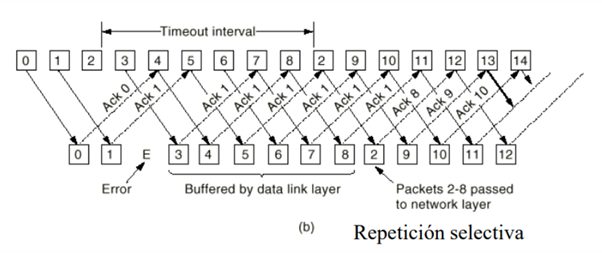 Timeout interval
0 1 2 3 4 5 6 7 8 2 9 10 11 12 13 14
Ack 0 Ack 1 Ack 1 Ack 1 Ack 1 Ack 1 Ack 1 Ack 1 Ack 8 Ack 9 Ack 10
0 1 E 3 4 5 6 7 8 2 9 10 11 12
Error Buffered by data link layer Packets 2-8 passed
to network layer
(b) Repetición selectiva